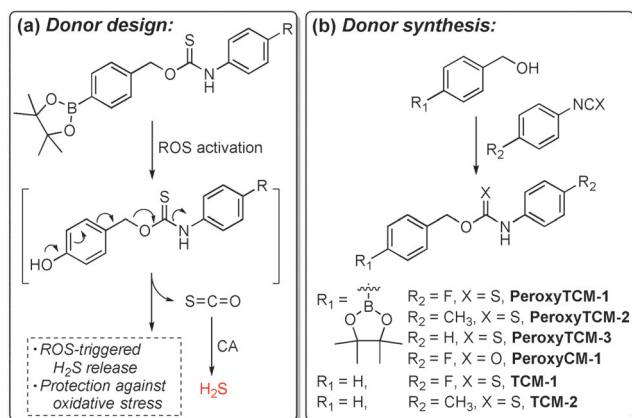 (a) Donor design:
S
R
O
N
H
O
B
O
ROS activation
S
R
O
N
H
HO
S=C=O
• ROS-triggered
H₂S release
• Protection against
oxidative stress
CA
H₂S
(b) Donor synthesis:
OH
R₁
NCX
R₂
X
R₂
O
N
H
R₁
R₁ =
B
O O
R₂ = F, X = S, PeroxyTCM-1
R₂ = CH₃, X = S, PeroxyTCM-2
R₂ = H, X = S, PeroxyTCM-3
R₂ = F, X = O, PeroxyCM-1
R₁ = H, R₂ = F, X = S, TCM-1
R₁ = H, R₂ = CH₃, X = S, TCM-2